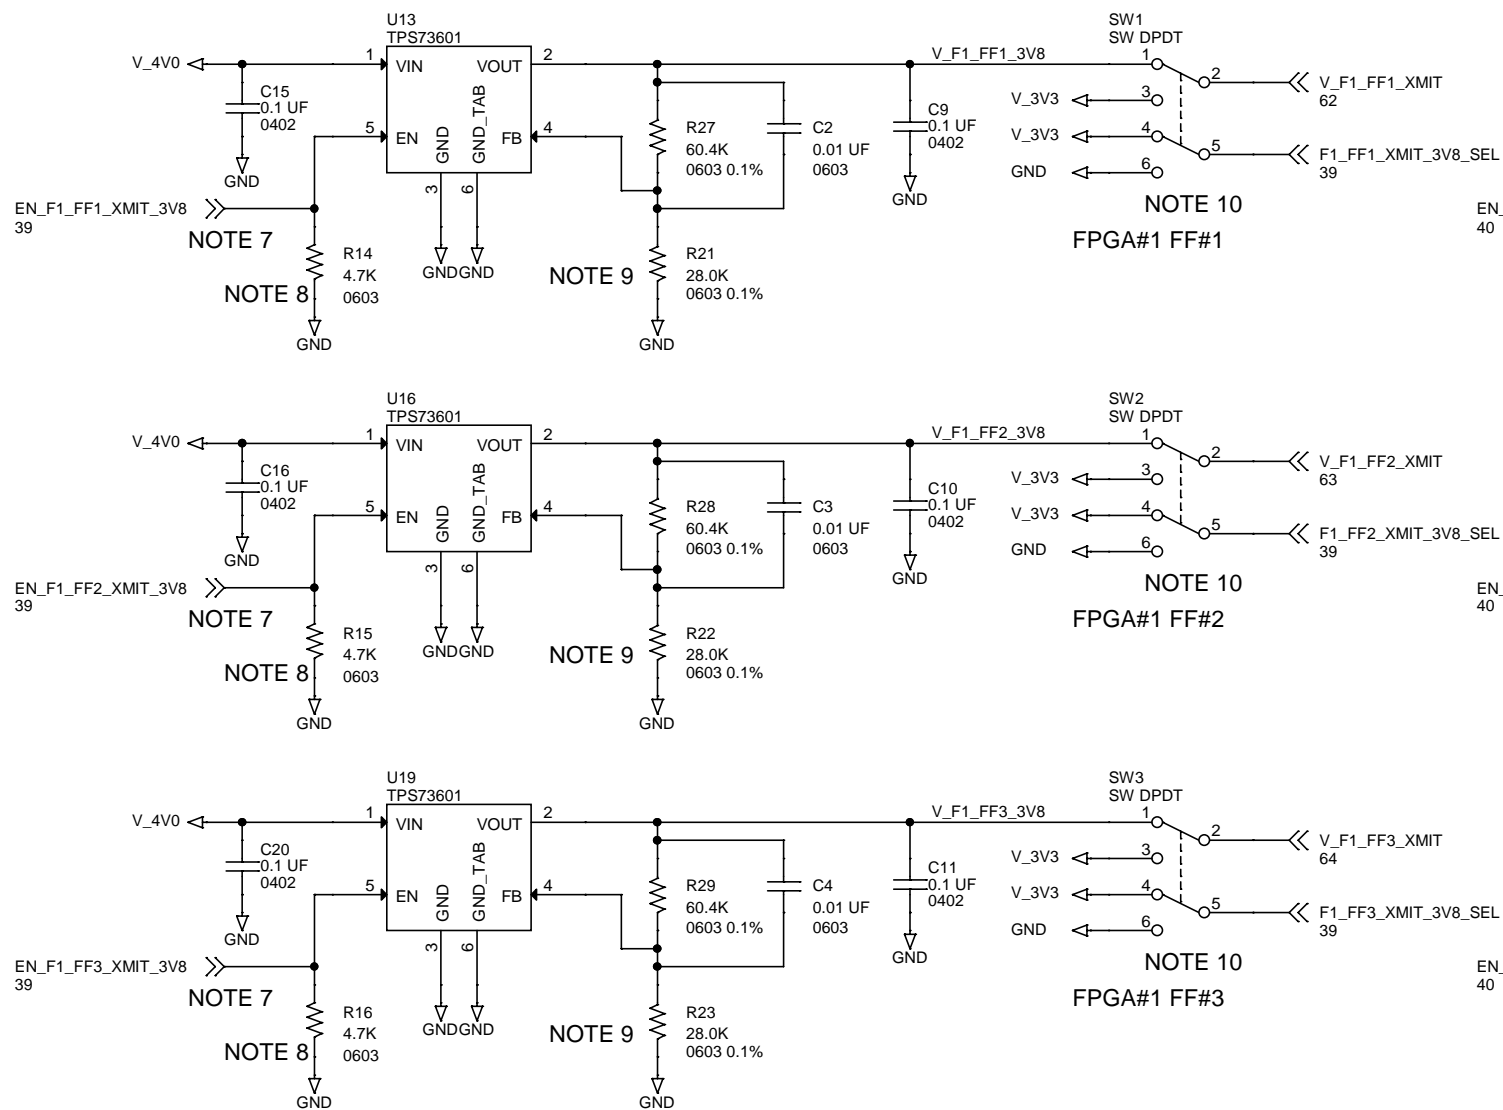 U13
TPS73601
V_4V0
1
VIN
VOUT
2
V_F1_FF1_3V8
SW1
SW DPDT
1
2
V_F1_FF1_XMIT
62
C15
0.1 UF
0402
V_3V3
3
GND
GND_TAB
5
EN
FB
4
R27
60.4K
0603 0.1%
C2
0.01 UF
0603
C9
0.1 UF
0402
V_3V3
4
5
F1_FF1_XMIT_3V8_SEL
39
GND
3
6
GND
GND
6
EN_F1_FF1_XMIT_3V8
39
NOTE 7
NOTE 10
EN_
40
FPGA#1 FF#1
R14
4.7K
0603
NOTE 8
GND
GND
NOTE 9
R21
28.0K
0603 0.1%
GND
GND
U16
TPS73601
V_4V0
1
VIN
VOUT
2
V_F1_FF2_3V8
SW2
SW DPDT
1
2
V_F1_FF2_XMIT
63
C16
0.1 UF
0402
V_3V3
3
GND
GND_TAB
5
EN
FB
4
R28
60.4K
0603 0.1%
C3
0.01 UF
0603
C10
0.1 UF
0402
V_3V3
4
5
F1_FF2_XMIT_3V8_SEL
39
GND
3
6
GND
GND
6
EN_F1_FF2_XMIT_3V8
39
NOTE 7
NOTE 10
EN_
40
FPGA#1 FF#2
R15
4.7K
0603
NOTE 8
GND
GND
NOTE 9
R22
28.0K
0603 0.1%
GND
GND
U19
TPS73601
V_4V0
1
VIN
VOUT
2
V_F1_FF3_3V8
SW3
SW DPDT
1
2
V_F1_FF3_XMIT
64
C20
0.1 UF
0402
V_3V3
3
GND
GND_TAB
5
EN
FB
4
R29
60.4K
0603 0.1%
C4
0.01 UF
0603
C11
0.1 UF
0402
V_3V3
4
5
F1_FF3_XMIT_3V8_SEL
39
GND
3
6
GND
GND
6
EN_F1_FF3_XMIT_3V8
39
NOTE 7
NOTE 10
EN_
40
FPGA#1 FF#3
R16
4.7K
0603
NOTE 8
GND
GND
NOTE 9
R23
28.0K
0603 0.1%
GND
GND